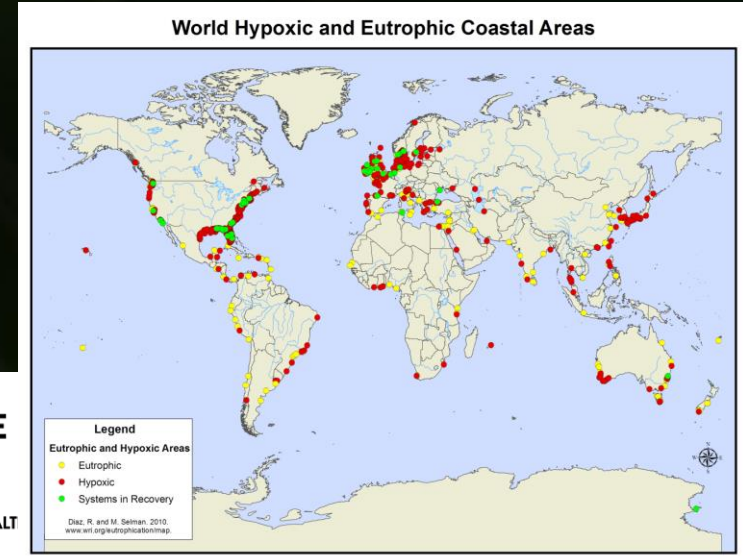 World Hypoxic and Eutrophic Coastal Areas
Legend
Eutrophic and Hypoxic Areas
Eutrophic
Hypoxic
Systems in Recovery
Diaz, R. and M. Selman. 2010.
www.wri.org/eutrophication/map.
E
ALT